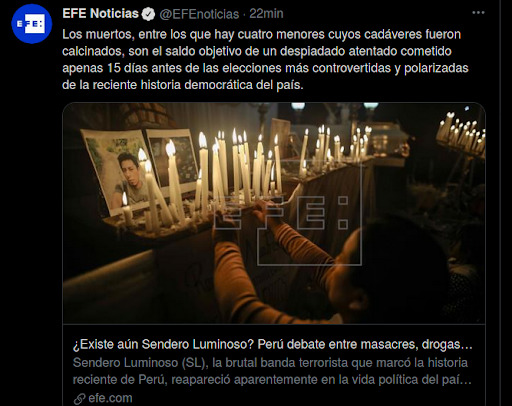 EFE:
EFE Noticias @EFEnoticias · 22min
Los muertos, entre los que hay cuatro menores cuyos cadáveres fueron
calcinados, son el saldo objetivo de un despiadado atentado cometido
apenas 15 días antes de las elecciones más controvertidas y polarizadas
de la reciente historia democrática del país.
EFE:
¿Existe aún Sendero Luminoso? Perú debate entre masacres, drogas…
Sendero Luminoso (SL), la brutal banda terrorista que marcó la historia
reciente de Perú, reapareció aparentemente en la vida política del paí…
efe.com